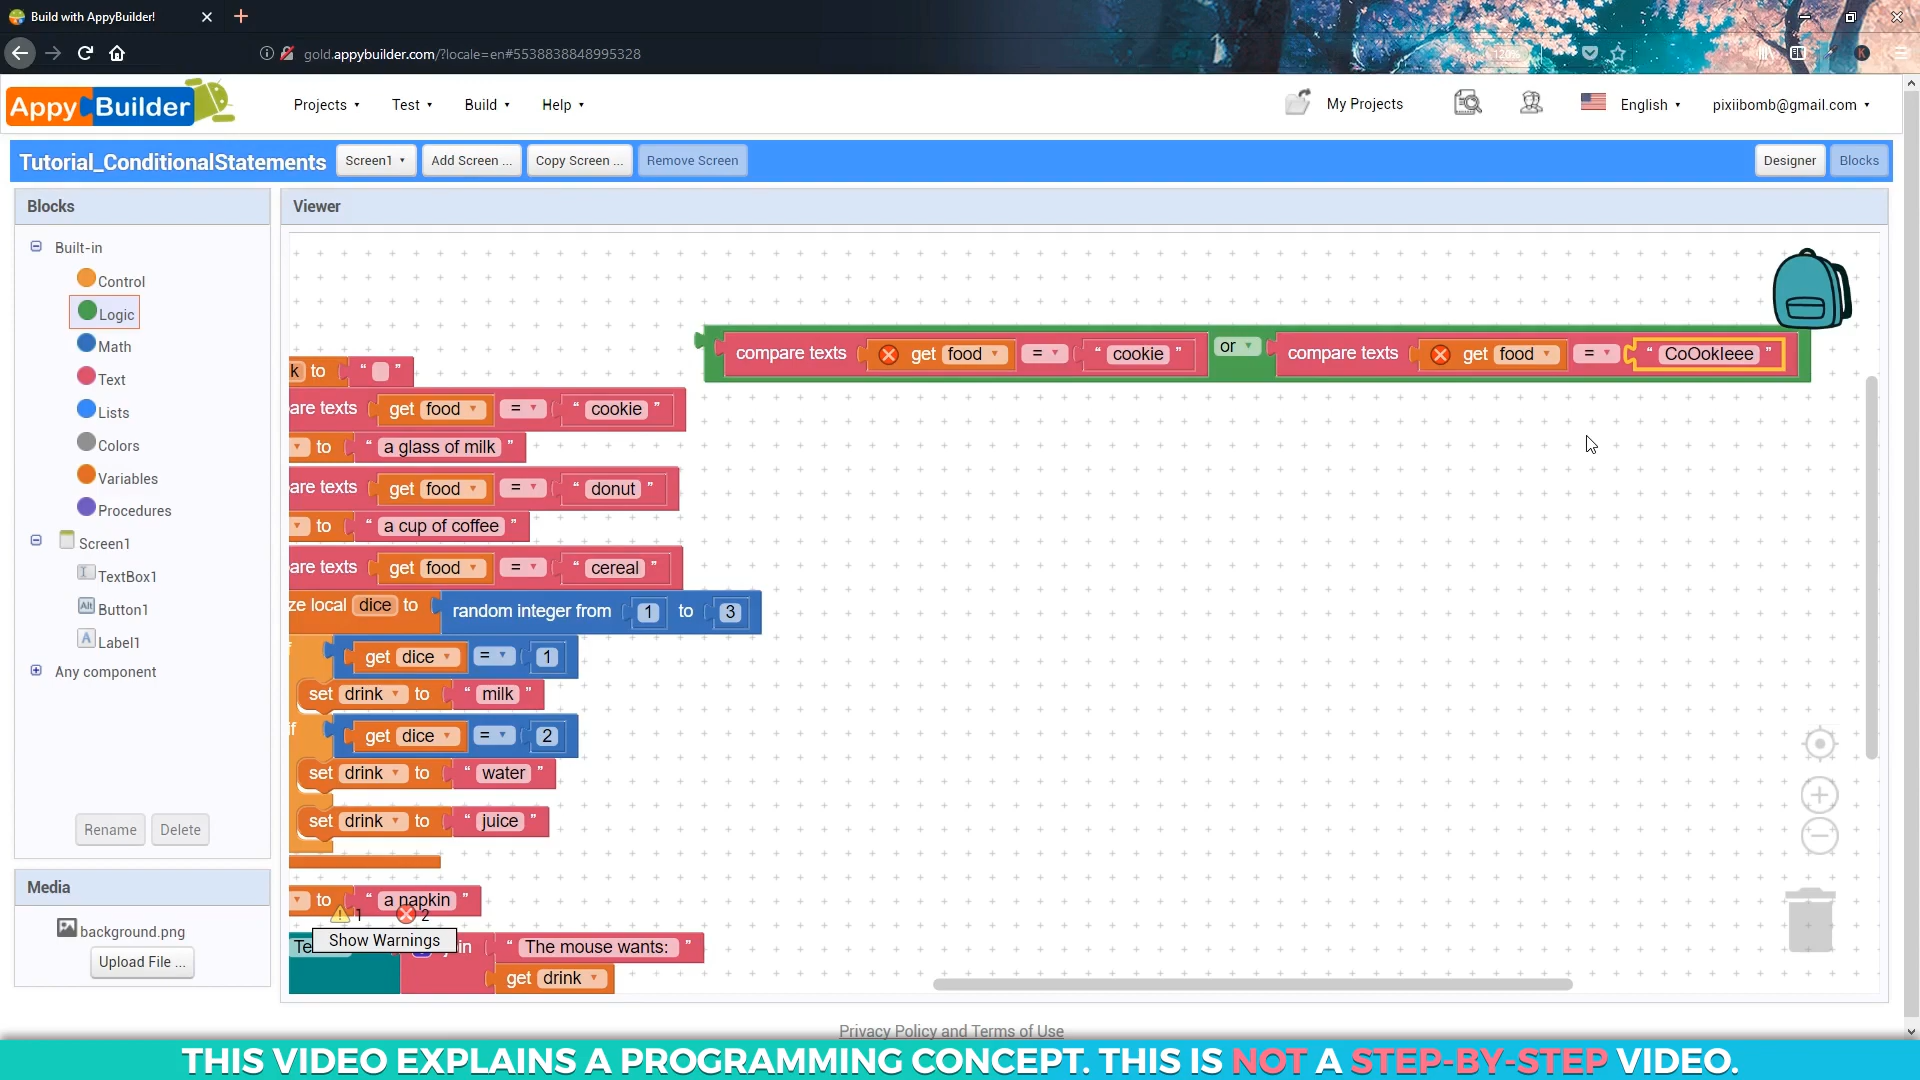 Build with AppyBuilder!
gold.appybuilder.com/?locale=en#5538838848995328
120%
K
Appy Builder
Projects
Test
Build
Help
My Projects
English
pixiibomb@gmail.com
Tutorial_ConditionalStatements
Screen1
Add Screen ...
Copy Screen ...
Remove Screen
Designer
Blocks
Blocks
Viewer
Built-in
Control
Logic
Math
Text
Lists
Colors
Variables
Procedures
Screen1
TextBox1
Button1
Label1
Any component
Rename
Delete
Media
background.png
Upload File ...
compare texts get food = “ cookie ” or compare texts get food = “ CoOokIeee ”
k to “ ”
are texts get food = “ cookie ”
to “ a glass of milk ”
are texts get food = “ donut ”
to “ a cup of coffee ”
are texts get food = “ cereal ”
ze local dice to random integer from 1 to 3
get dice = 1
set drink to “ milk ”
if get dice = 2
set drink to “ water ”
set drink to “ juice ”
to “ a napkin ”
1 2
Show Warnings
Te in “ The mouse wants: ”
get drink
Privacy Policy and Terms of Use
THIS VIDEO EXPLAINS A PROGRAMMING CONCEPT. THIS IS NOT A STEP-BY-STEP VIDEO.